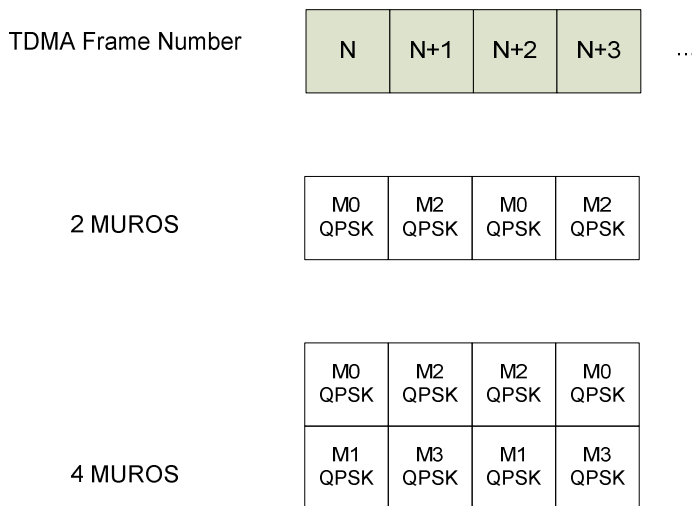 TDMA Frame Number
N N+1 N+2 N+3 ...
2 MUROS
M0 M2 M0 M2
QPSK QPSK QPSK QPSK
M0 M2 M2 M0
QPSK QPSK QPSK QPSK
4 MUROS
M1 M3 M1 M3
QPSK QPSK QPSK QPSK